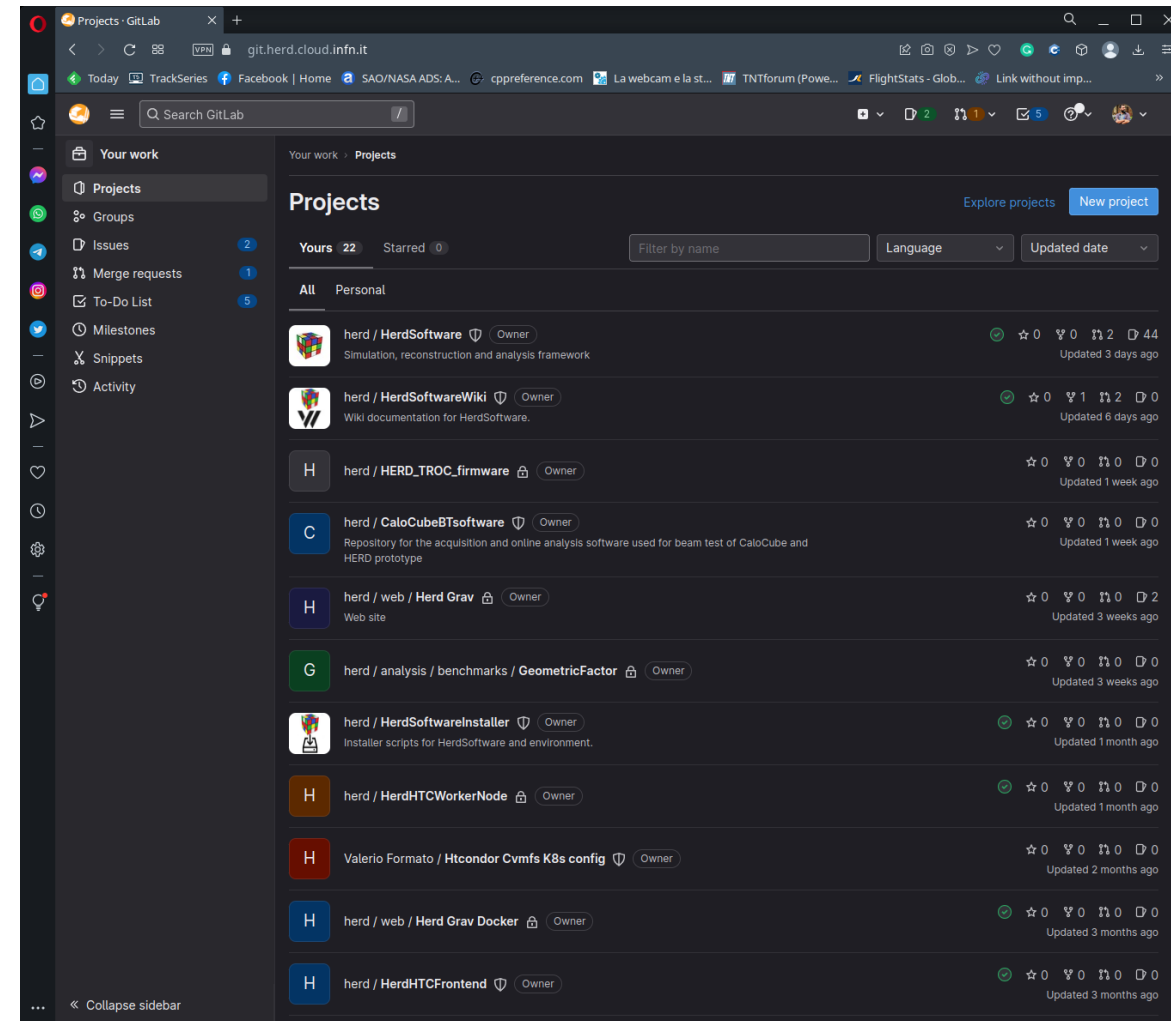 Projects · GitLab
VPN git.herd.cloud.infn.it
Today TrackSeries Facebook | Home SAO/NASA ADS: A... cppreference.com La webcam e la st... TNTforum (Powe... FlightStats - Glob... Link without imp... »
Search GitLab / 2 1 5
Your work
Projects
Groups
Issues 2
Merge requests 1
To-Do List 5
Milestones
Snippets
Activity
Collapse sidebar
Your work › Projects
Projects Explore projects New project
Yours 22 Starred 0 Filter by name Language Updated date
All Personal
herd / HerdSoftware Owner 0 0 2 44
Simulation, reconstruction and analysis framework Updated 3 days ago
herd / HerdSoftwareWiki Owner 0 1 2 0
Wiki documentation for HerdSoftware. Updated 6 days ago
H herd / HERD_TROC_firmware Owner 0 0 0 0
Updated 1 week ago
C herd / CaloCubeBTsoftware Owner 0 0 0 0
Repository for the acquisition and online analysis software used for beam test of CaloCube and Updated 1 week ago
HERD prototype
H herd / web / Herd Grav Owner 0 0 0 2
Web site Updated 3 weeks ago
G herd / analysis / benchmarks / GeometricFactor Owner 0 0 0 0
Updated 3 weeks ago
herd / HerdSoftwareInstaller Owner 0 0 0 0
Installer scripts for HerdSoftware and environment. Updated 1 month ago
H herd / HerdHTCWorkerNode Owner 0 0 0 0
Updated 1 month ago
H Valerio Formato / Htcondor Cvmfs K8s config Owner 0 0 0 0
Updated 2 months ago
H herd / web / Herd Grav Docker Owner 0 0 0 0
Updated 3 months ago
H herd / HerdHTCFrontend Owner 0 0 0 0
Updated 3 months ago